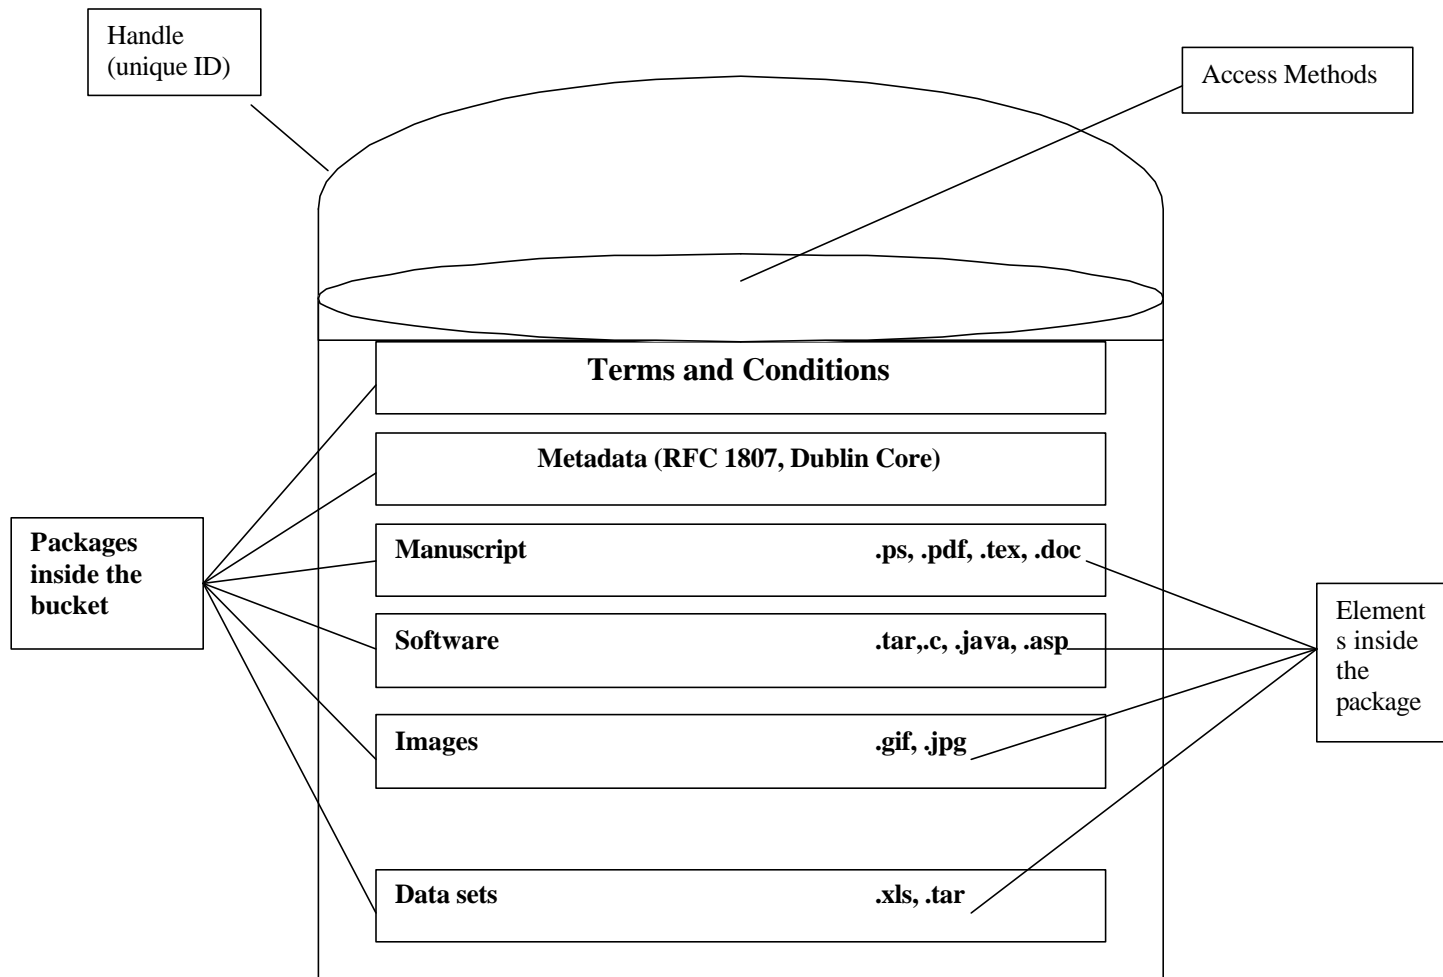 Handle
(unique ID)
Access Methods
Terms and Conditions
Metadata (RFC 1807, Dublin Core)
Packages
inside the
bucket
Manuscript .ps, .pdf, .tex, .doc
Software .tar,.c, .java, .asp
Images .gif, .jpg
Data sets .xls, .tar
Element
s inside
the
package